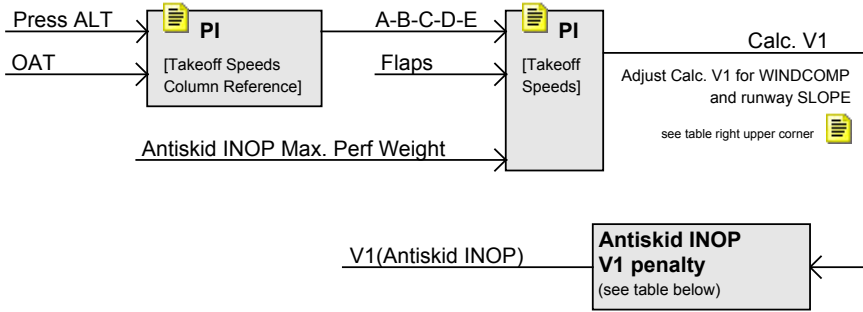 Press ALT
OAT
PI
[Takeoff Speeds
Column Reference]
A-B-C-D-E
Flaps
Antiskid INOP Max. Perf Weight
PI
[Takeoff
Speeds]
Calc. V1
Adjust Calc. V1 for WINDCOMP
and runway SLOPE
see table right upper corner
V1(Antiskid INOP)
Antiskid INOP
V1 penalty
(see table below)